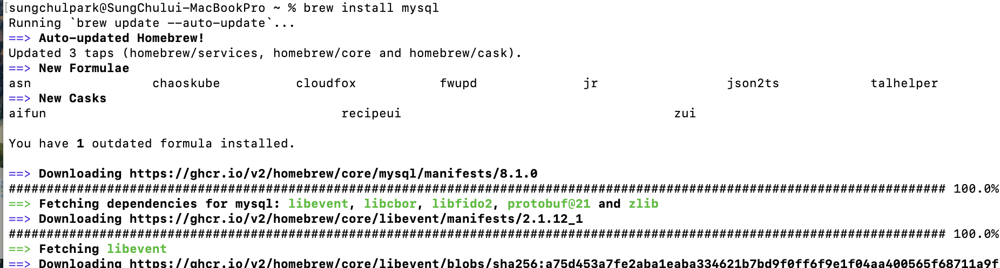 [sungchulpark@SungChului-MacBookPro ~ % brew install mysql
Running `brew update --auto-update`...
==> Auto-updated Homebrew!
Updated 3 taps (homebrew/services, homebrew/core and homebrew/cask).
==> New Formulae
asn chaoskube cloudfox fwupd jr json2ts talhelper
==> New Casks
aifun recipeui zui
You have 1 outdated formula installed.
==> Downloading https://ghcr.io/v2/homebrew/core/mysql/manifests/8.1.0
############################################################################################################################ 100.0%
==> Fetching dependencies for mysql: libevent, libcbor, libfido2, protobuf@21 and zlib
==> Downloading https://ghcr.io/v2/homebrew/core/libevent/manifests/2.1.12_1
############################################################################################################################ 100.0%
==> Fetching libevent
==> Downloading https://ghcr.io/v2/homebrew/core/libevent/blobs/sha256:a75d453a7fe2aba1eaba334621b7bd9f0ff6f9e1f04aa400565f68711a9f